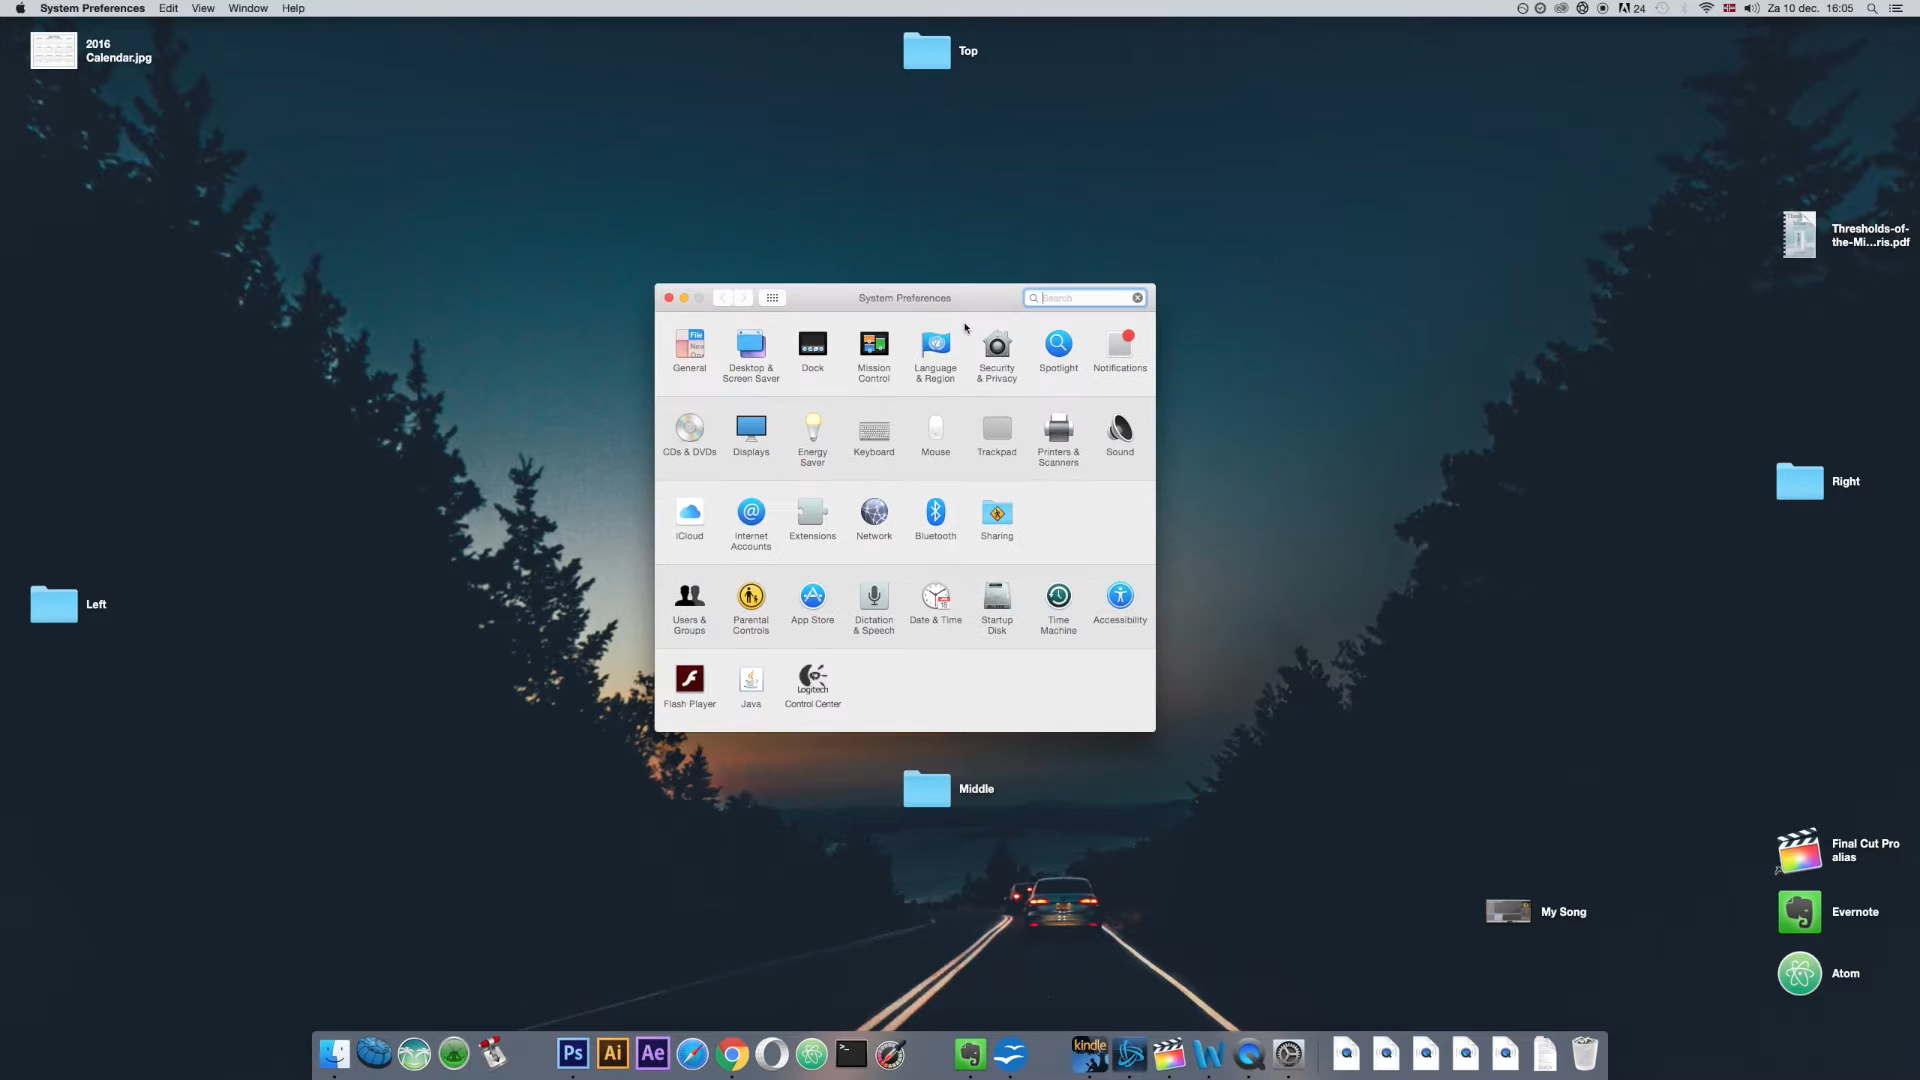 System Preferences Edit View Window Help
24 Za 10 dec. 16:05
2016
Calendar.jpg
Top
Thresholds-of-
the-Mi...ris.pdf
Right
Left
System Preferences
Search
File
New
General
Desktop &
Screen Saver
Dock
Mission
Control
Language
& Region
Security
& Privacy
Spotlight
Notifications
CDs & DVDs
Displays
Energy
Saver
Keyboard
Mouse
Trackpad
Printers &
Scanners
Sound
iCloud
Internet
Accounts
Extensions
Network
Bluetooth
Sharing
Users &
Groups
Parental
Controls
App Store
Dictation
& Speech
Date & Time
Startup
Disk
Time
Machine
Accessibility
Flash Player
Java
Logitech
Control Center
Middle
Final Cut Pro
alias
My Song
Evernote
Atom
Ps Ai Ae kindle